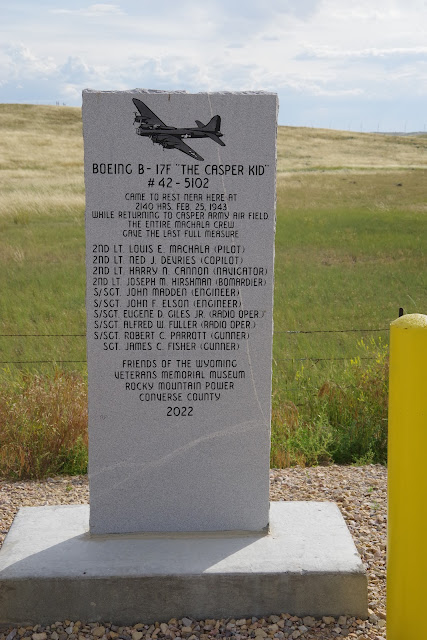 BOEING B-17F "THE CASPER KID"
#42-5102
CAME TO REST NEAR HERE AT
2140 HRS. FEB. 25, 1943
WHILE RETURNING TO CASPER ARMY AIR FIELD
THE ENTIRE MACHALA CREW
GAVE THE LAST FULL MEASURE
2ND LT. LOUIS E. MACHALA (PILOT)
2ND LT. NED J. DEVRIES (COPILOT)
2ND LT. HARRY N. CANNON (NAVIGATOR)
2ND LT. JOSEPH M. HIRSHMAN (BOMBARDIER)
S/SGT. JOHN MADDEN (ENGINEER)
S/SGT. JOHN F. ELSON (ENGINEER)
S/SGT. EUGENE D. GILES JR. (RADIO OPER.)
S/SGT. ALFRED W. FULLER (RADIO OPER.)
S/SGT. ROBERT C. PARROTT (GUNNER)
SGT. JAMES C. FISHER (GUNNER)
FRIENDS OF THE WYOMING
VETERANS MEMORIAL MUSEUM
ROCKY MOUNTAIN POWER
CONVERSE COUNTY
2022